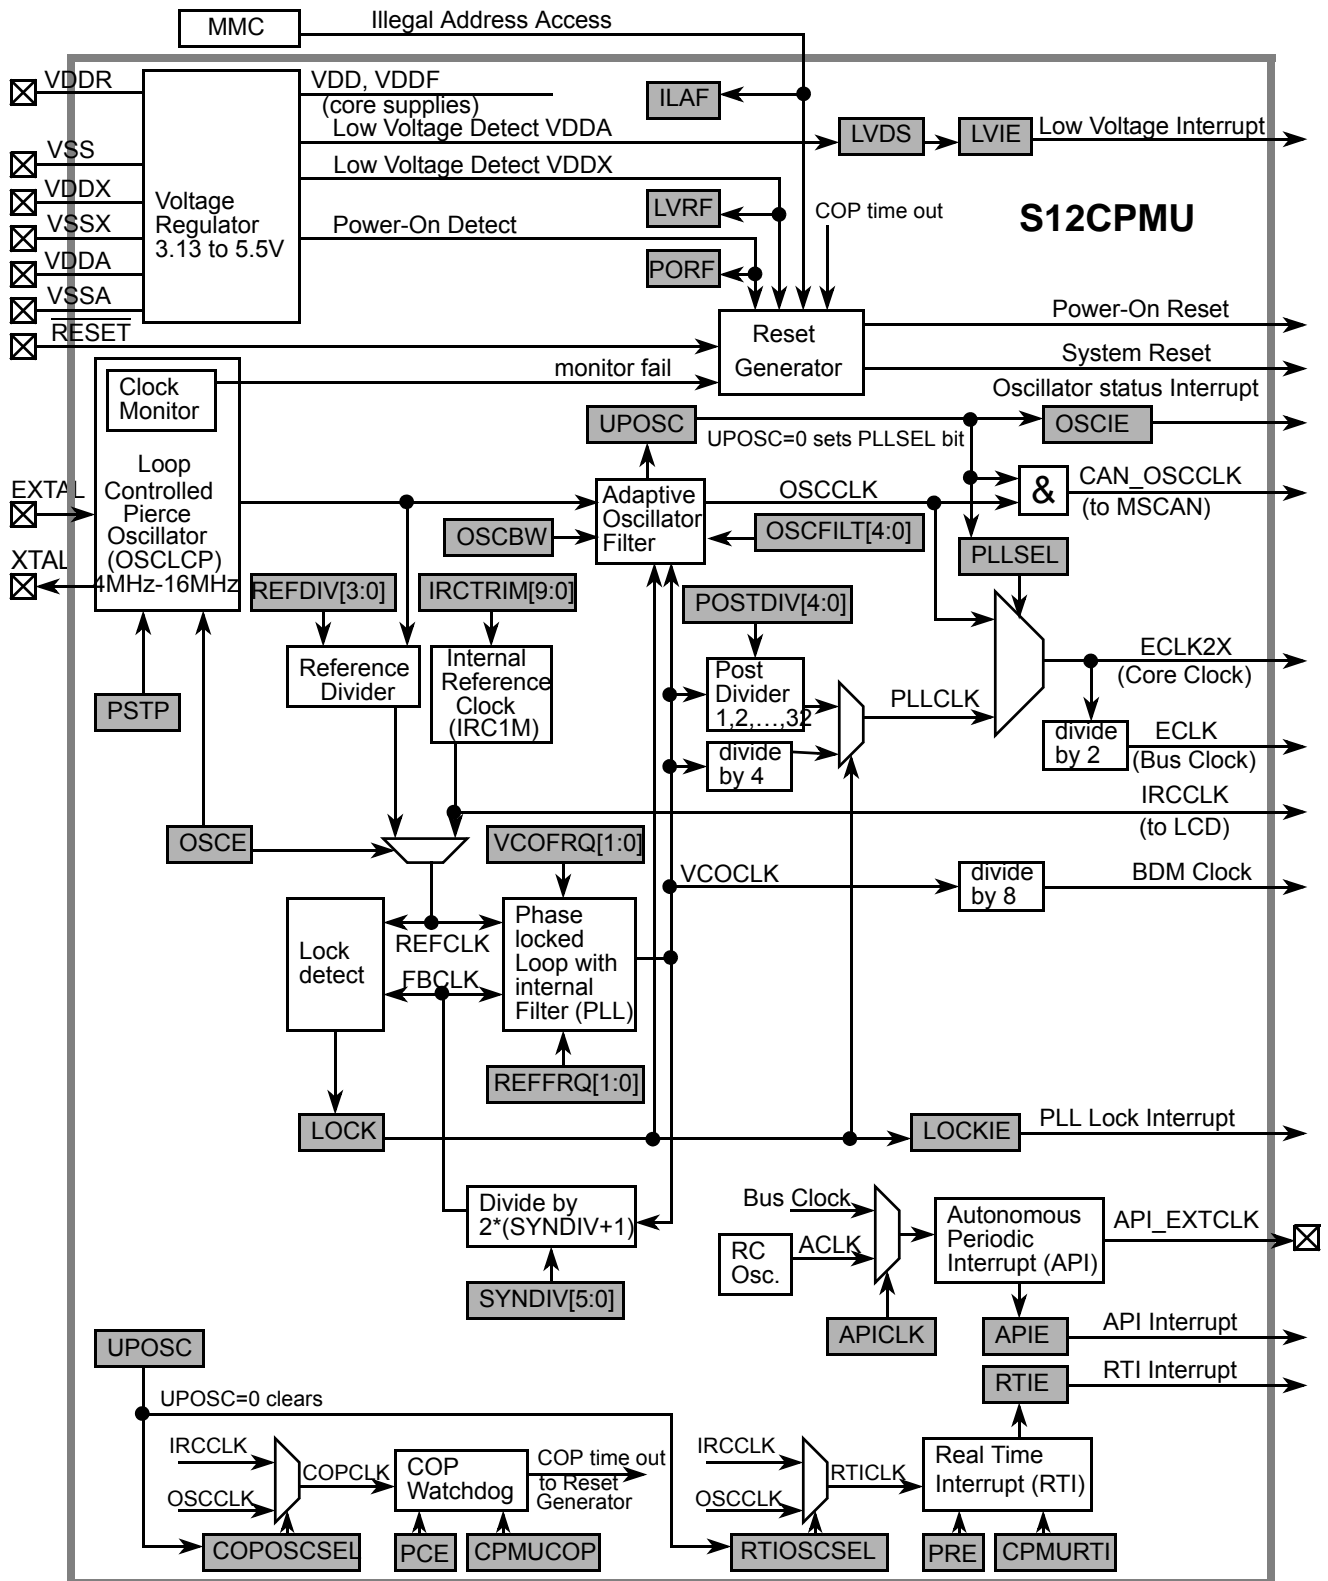 MMC
Illegal Address Access
VDDR
VDD, VDDF
(core supplies)
ILAF
Low Voltage Detect VDDA
LVDS
LVIE
Low Voltage Interrupt
VSS
Low Voltage Detect VDDX
VDDX
Voltage
Regulator
3.13 to 5.5V
LVRF
COP time out
S12CPMU
VSSX
Power-On Detect
VDDA
PORF
VSSA
RESET
Reset
Generator
Power-On Reset
System Reset
monitor fail
Clock
Monitor
Oscillator status Interrupt
UPOSC
UPOSC=0 sets PLLSEL bit
OSCIE
Loop
Controlled
Pierce
Oscillator
(OSCLCP)
4MHz-16MHz
EXTAL
XTAL
Adaptive
Oscillator
Filter
OSCCLK
&
CAN_OSCCLK
(to MSCAN)
OSCBW
OSCFILT[4:0]
PLLSEL
REFDIV[3:0]
IRCTRIM[9:0]
POSTDIV[4:0]
Reference
Divider
Internal
Reference
Clock
(IRC1M)
Post
Divider
1,2,…,32
PLLCLK
ECLK2X
(Core Clock)
PSTP
divide
by 4
divide
by 2
ECLK
(Bus Clock)
IRCCLK
(to LCD)
OSCE
VCOFRQ[1:0]
VCOCLK
divide
by 8
BDM Clock
Lock
detect
REFCLK
FBCLK
Phase
locked
Loop with
internal
Filter (PLL)
REFFRQ[1:0]
LOCK
LOCKIE
PLL Lock Interrupt
Divide by
2*(SYNDIV+1)
SYNDIV[5:0]
Bus Clock
RC
Osc.
ACLK
Autonomous
Periodic
Interrupt (API)
API_EXTCLK
APICLK
APIE
API Interrupt
UPOSC
RTIE
RTI Interrupt
UPOSC=0 clears
IRCCLK
OSCCLK
COPCLK
COP
Watchdog
COP time out
to Reset
Generator
IRCCLK
OSCCLK
RTICLK
Real Time
Interrupt (RTI)
COPOSCSEL
PCE
CPMUCOP
RTIOSCSEL
PRE
CPMURTI